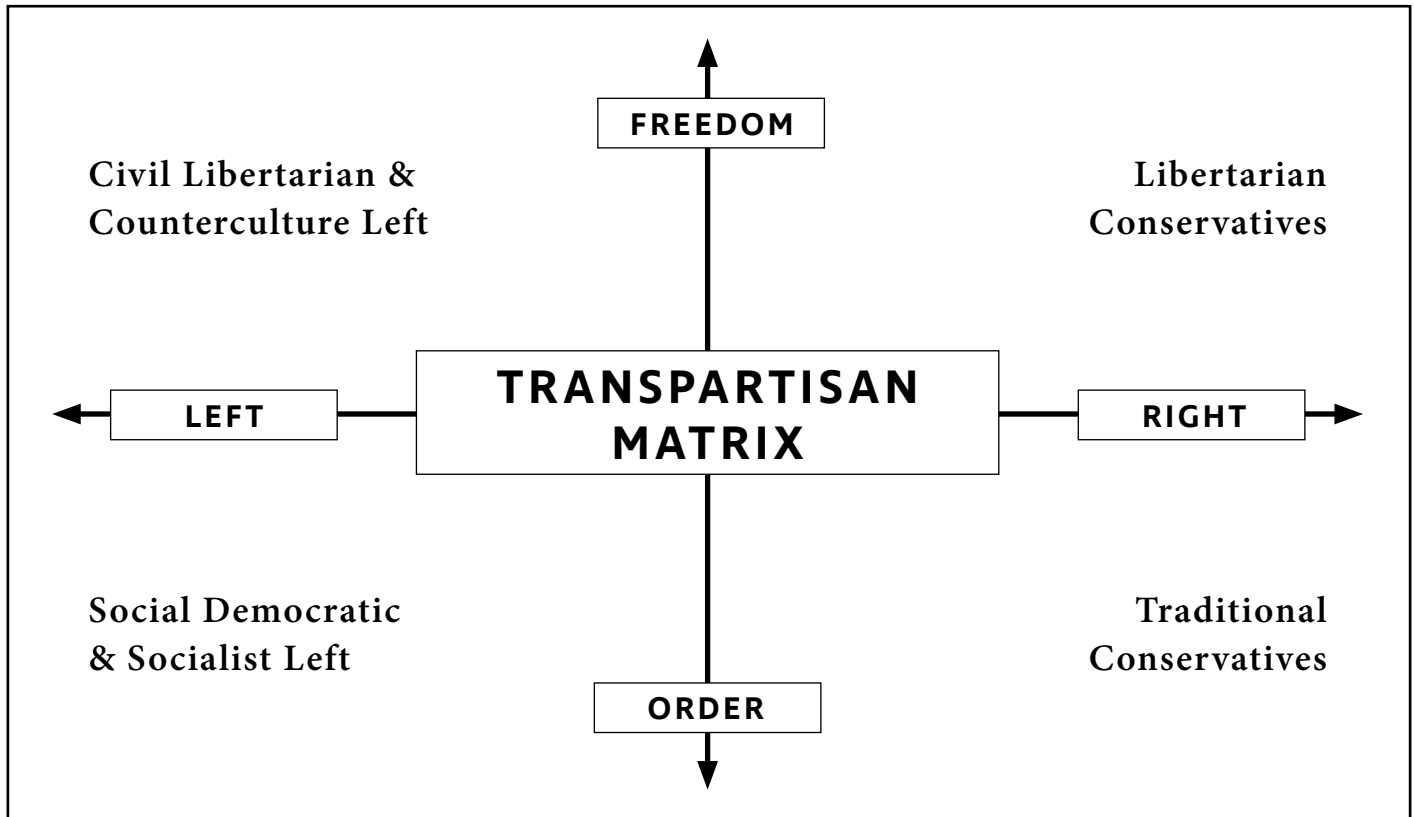 FREEDOM
Civil Libertarian &
Counterculture Left
Libertarian
Conservatives
TRANSPARTISAN
MATRIX
LEFT
RIGHT
Social Democratic
& Socialist Left
Traditional
Conservatives
ORDER